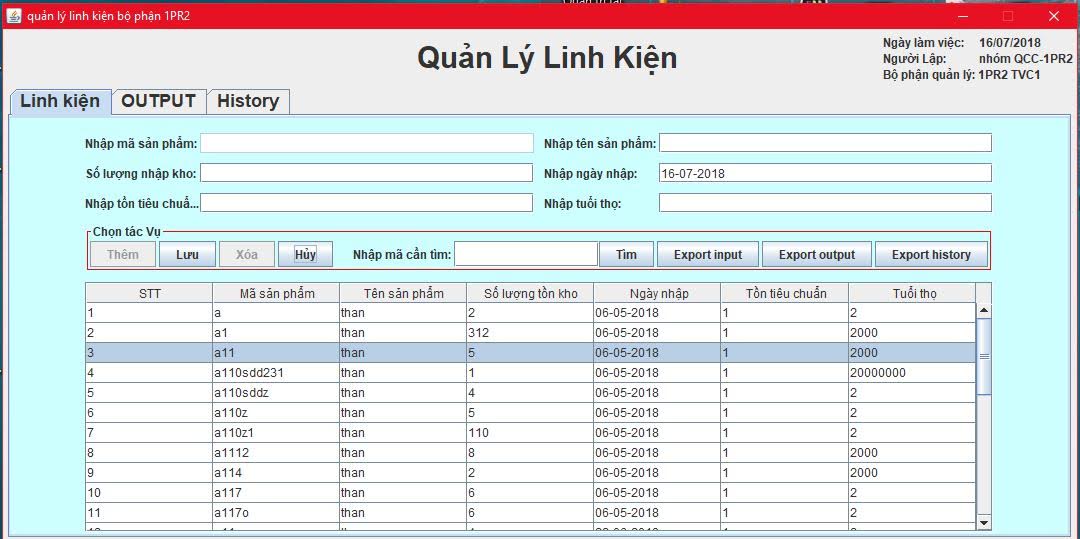 quản lý linh kiện bộ phận 1PR2
Quản Lý Linh Kiện
Ngày làm việc: 16/07/2018
Người Lập: nhóm QCC-1PR2
Bộ phận quản lý: 1PR2 TVC1
Linh kiện OUTPUT History
Nhập mã sản phẩm: Nhập tên sản phẩm:
Số lượng nhập kho: Nhập ngày nhập: 16-07-2018
Nhập tồn tiêu chuẩ... Nhập tuổi thọ:
Chọn tác Vụ
Thêm Lưu Xóa Hủy Nhập mã cần tìm: Tìm Export input Export output Export history
STT Mã sản phẩm Tên sản phẩm Số lượng tồn kho Ngày nhập Tồn tiêu chuẩn Tuổi thọ
1 a than 2 06-05-2018 1 2
2 a1 than 312 06-05-2018 1 2000
3 a11 than 5 06-05-2018 1 2000
4 a110sdd231 than 1 06-05-2018 1 20000000
5 a110sddz than 4 06-05-2018 1 2
6 a110z than 5 06-05-2018 1 2
7 a110z1 than 110 06-05-2018 1 2
8 a1112 than 8 06-05-2018 1 2000
9 a114 than 2 06-05-2018 1 2000
10 a117 than 6 06-05-2018 1 2
11 a117o than 6 06-05-2018 1 2